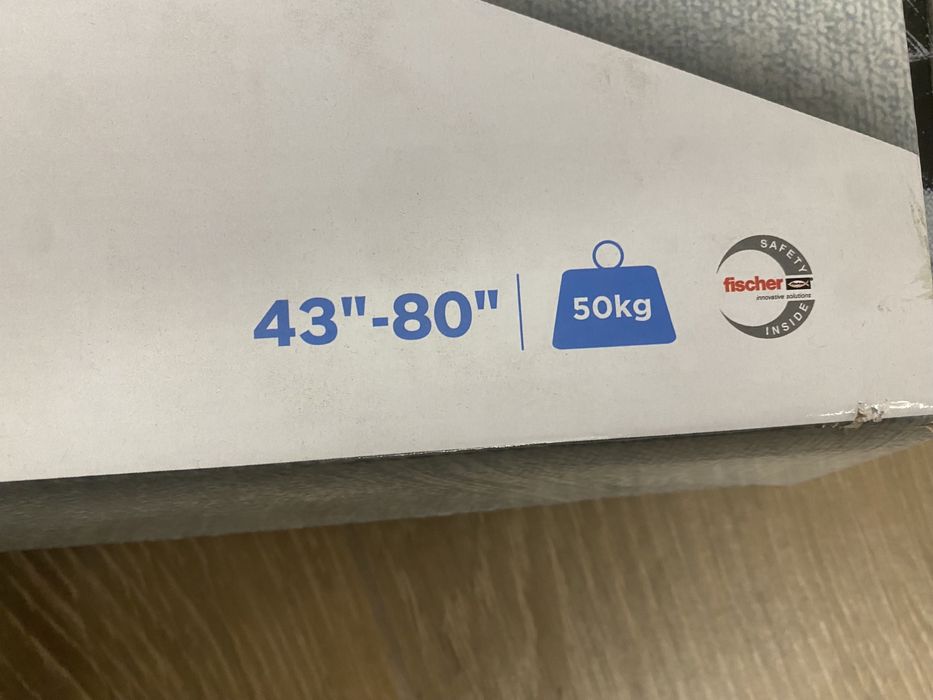 43"-80"
50kg
SAFETY
fischer
innovative solutions
INSIDE